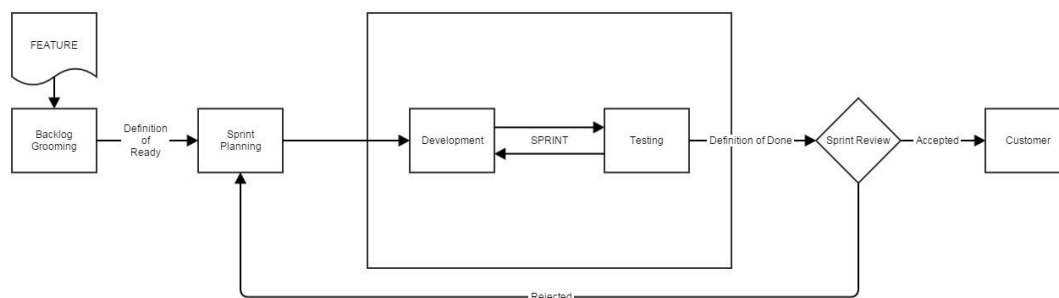 FEATURE
Backlog
Grooming
Definition
of
Ready
Sprint
Planning
Development
SPRINT
Testing
Definition of Done
Sprint Review
Accepted
Customer
Rejected